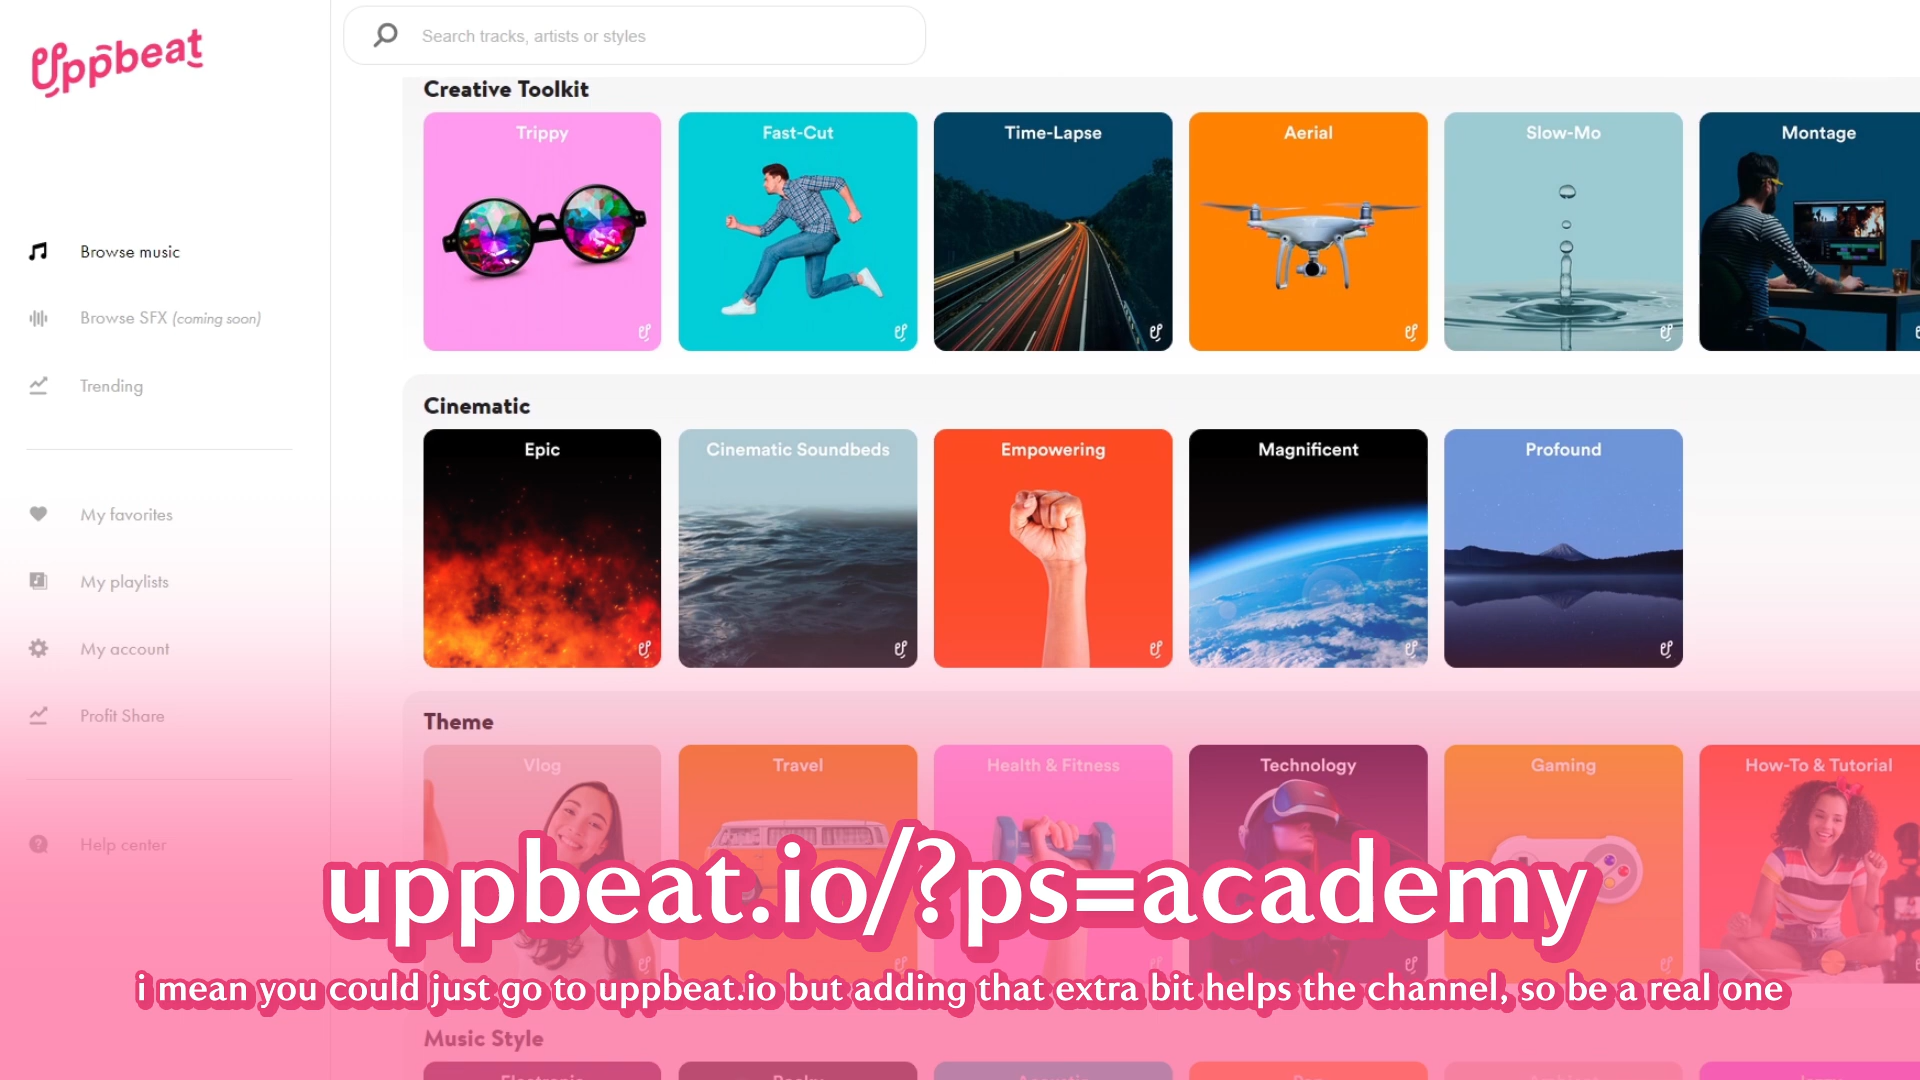 Uppbeat
Search tracks, artists or styles
Browse music
Browse SFX (coming soon)
Trending
My favorites
My playlists
My account
Profit Share
Help center
Creative Toolkit
Trippy
Fast-Cut
Time-Lapse
Aerial
Slow-Mo
Montage
Cinematic
Epic
Cinematic Soundbeds
Empowering
Magnificent
Profound
Theme
Vlog
Travel
Health & Fitness
Technology
Gaming
How-To & Tutorial
uppbeat.io/?ps=academy
i mean you could just go to uppbeat.io but adding that extra bit helps the channel, so be a real one
Music Style